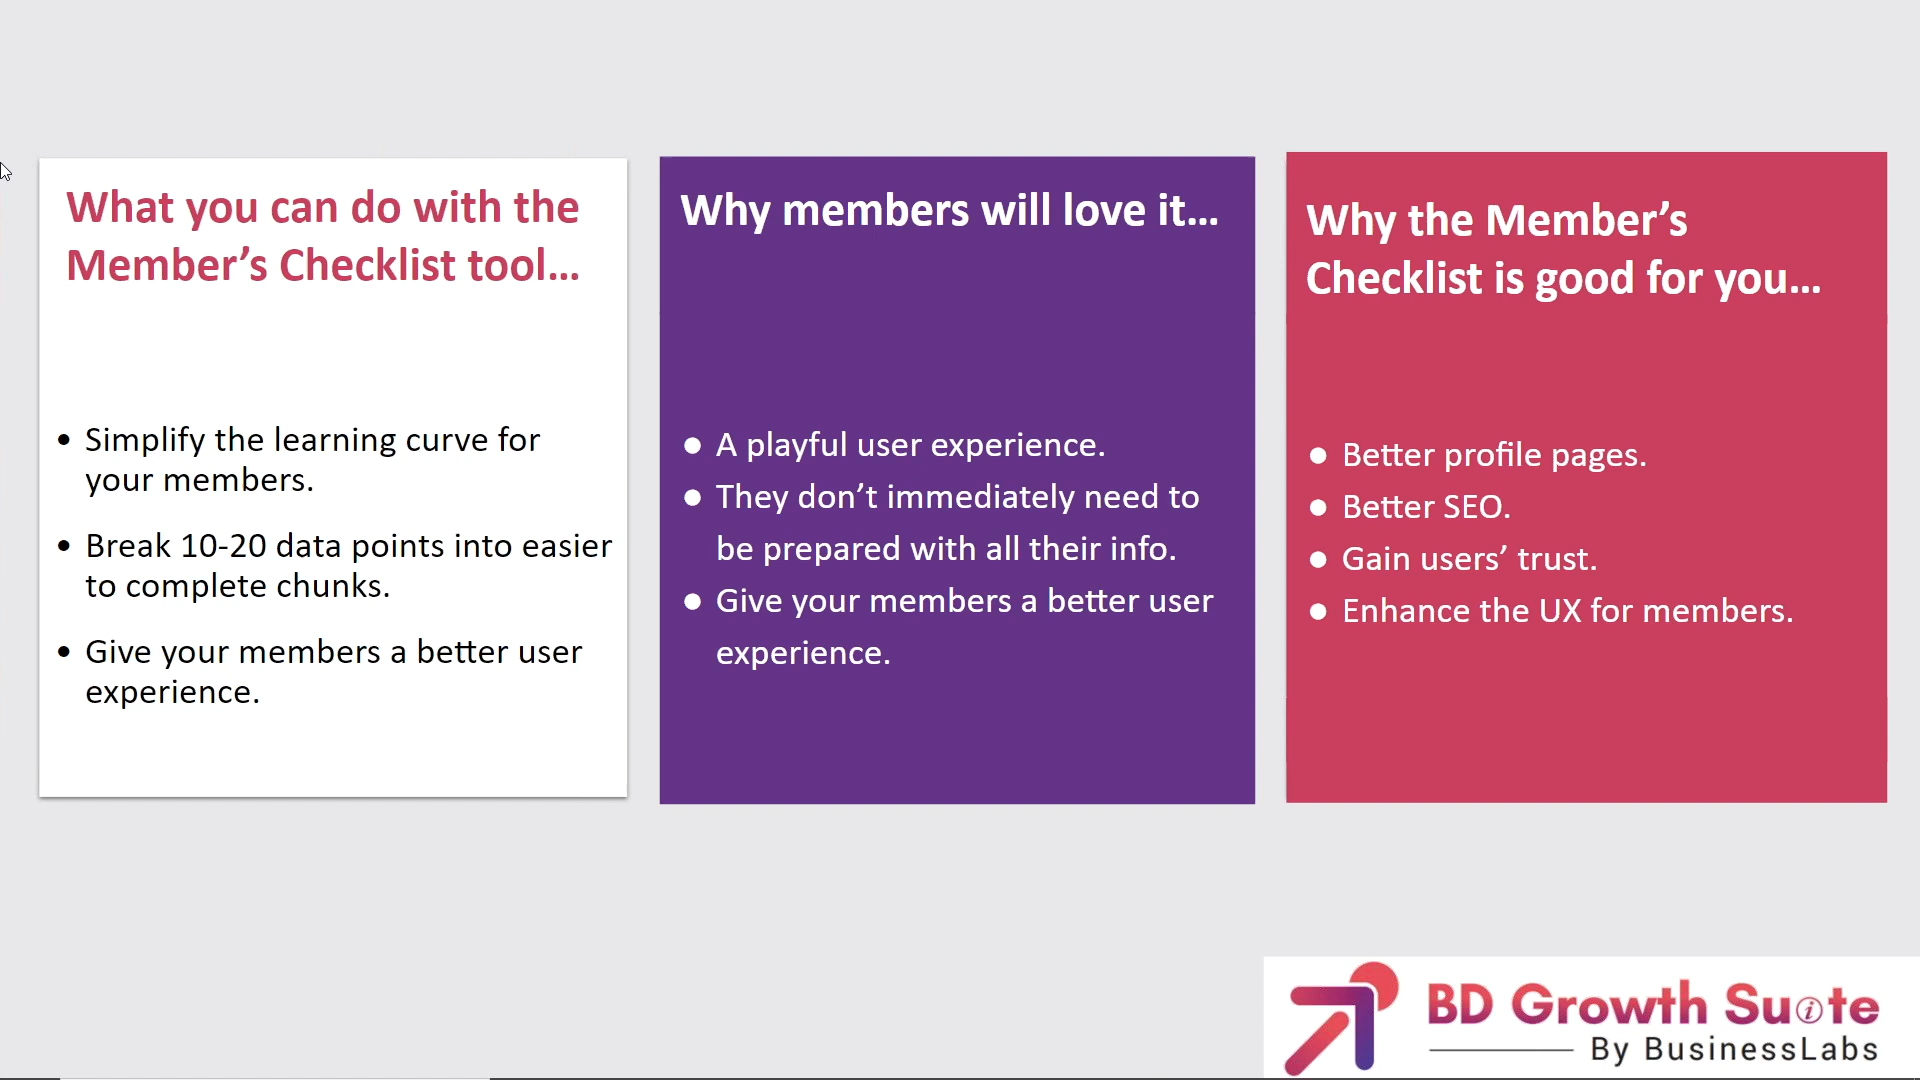 What you can do with the
Member’s Checklist tool...
• Simplify the learning curve for
your members.
• Break 10-20 data points into easier
to complete chunks.
• Give your members a better user
experience.
Why members will love it...
● A playful user experience.
● They don’t immediately need to
be prepared with all their info.
● Give your members a better user
experience.
Why the Member’s
Checklist is good for you...
● Better profile pages.
● Better SEO.
● Gain users’ trust.
● Enhance the UX for members.
BD Growth Suite
By BusinessLabs